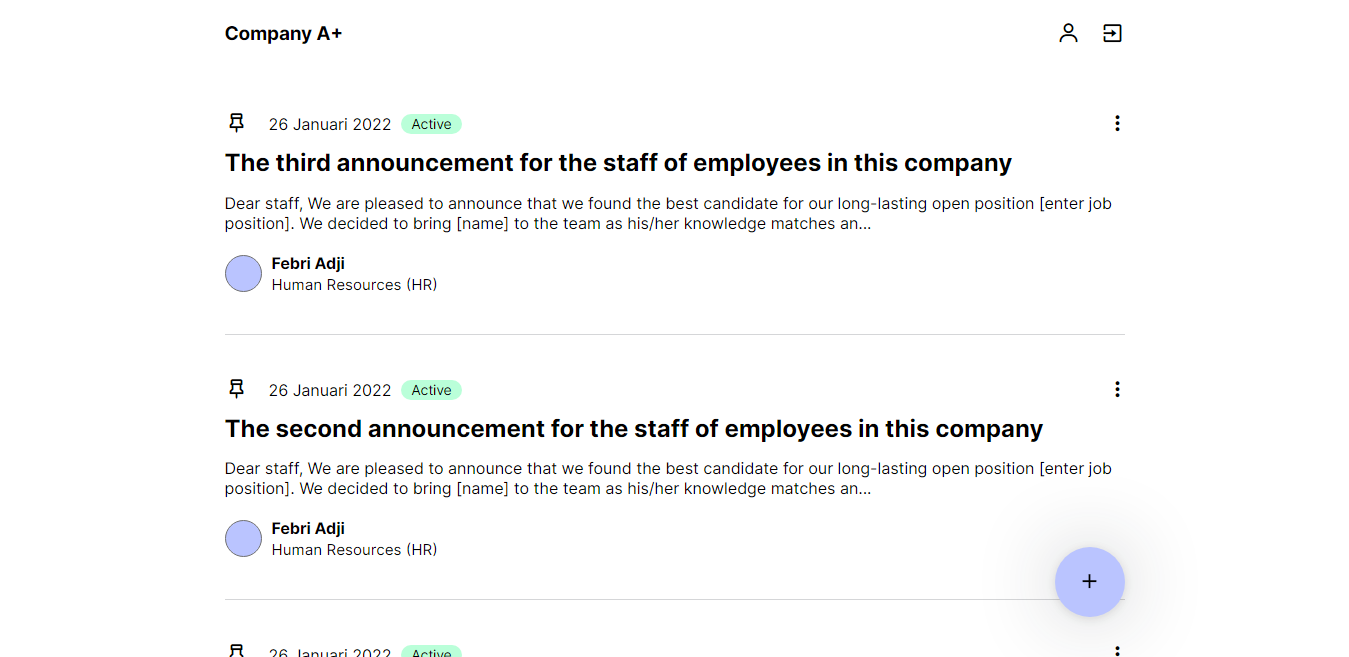 Company A+
26 Januari 2022 Active
The third announcement for the staff of employees in this company
Dear staff, We are pleased to announce that we found the best candidate for our long-lasting open position [enter job
position]. We decided to bring [name] to the team as his/her knowledge matches an...
Febri Adji
Human Resources (HR)
26 Januari 2022 Active
The second announcement for the staff of employees in this company
Dear staff, We are pleased to announce that we found the best candidate for our long-lasting open position [enter job
position]. We decided to bring [name] to the team as his/her knowledge matches an...
Febri Adji
Human Resources (HR)
+
26 Januari 2022 Active